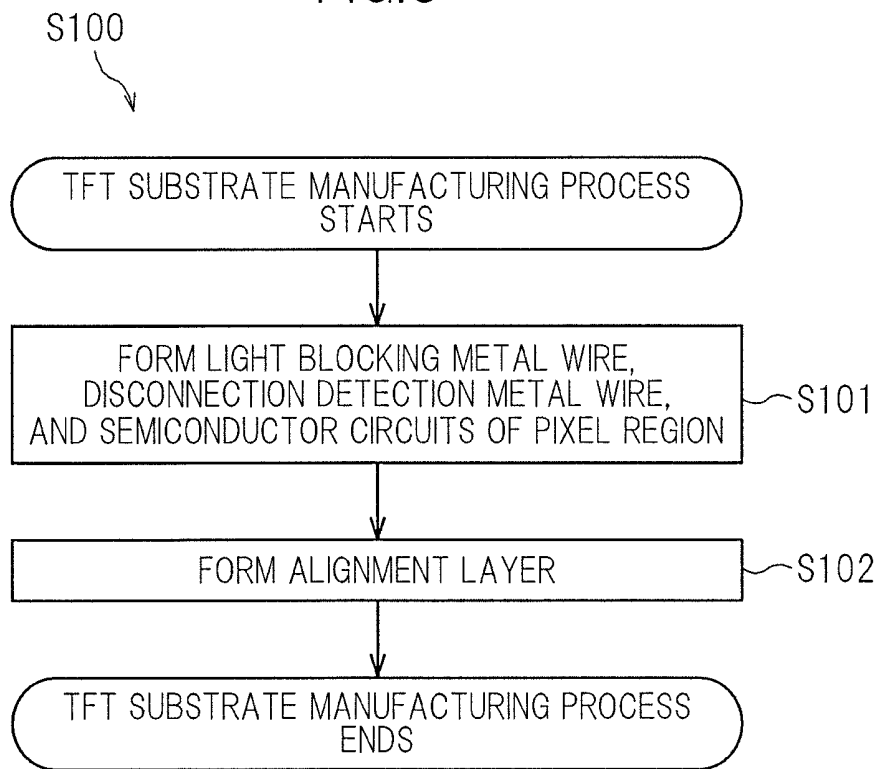 S100
TFT SUBSTRATE MANUFACTURING PROCESS
STARTS
FORM LIGHT BLOCKING METAL WIRE,
DISCONNECTION DETECTION METAL WIRE,
AND SEMICONDUCTOR CIRCUITS OF PIXEL REGION
S101
FORM ALIGNMENT LAYER
S102
TFT SUBSTRATE MANUFACTURING PROCESS
ENDS